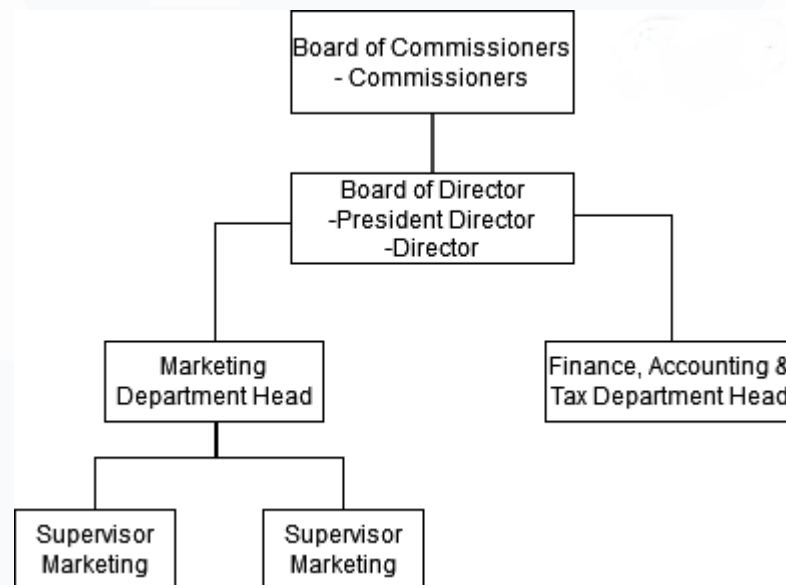 Board of Commissioners
- Commissioners
Board of Director
-President Director
-Director
Marketing
Department Head
Finance, Accounting &
Tax Department Head
Supervisor
Marketing
Supervisor
Marketing